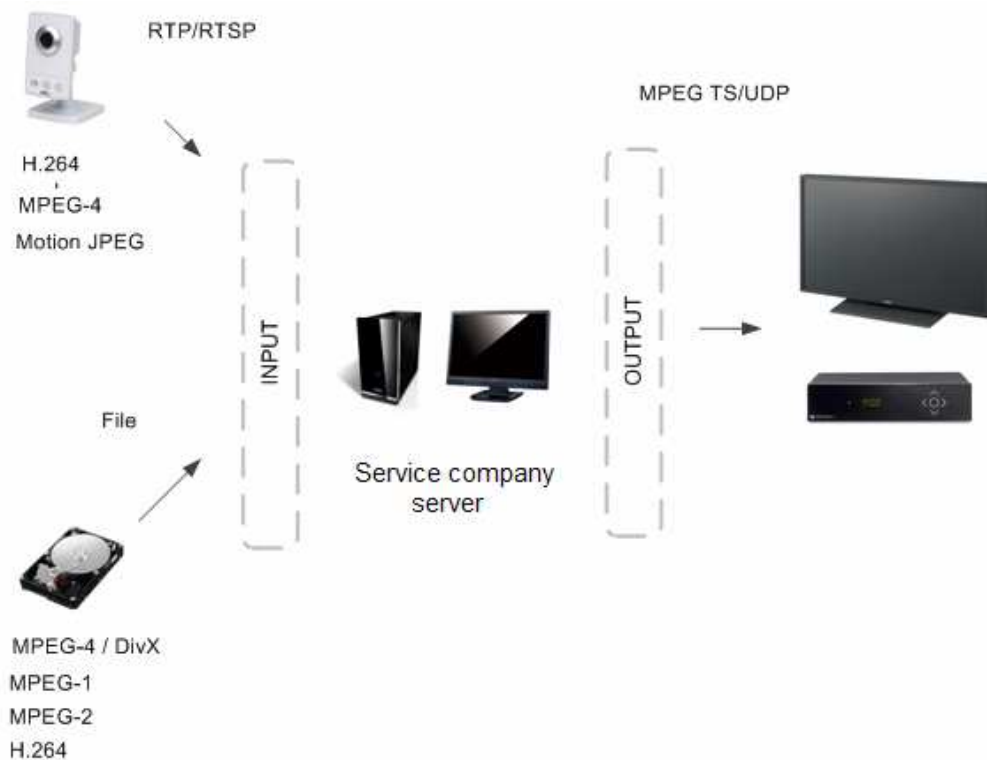 RTP/RTSP
MPEG TS/UDP
H.264
MPEG-4
Motion JPEG
INPUT
OUTPUT
File
Service company
server
MPEG-4 / DivX
MPEG-1
MPEG-2
H.264